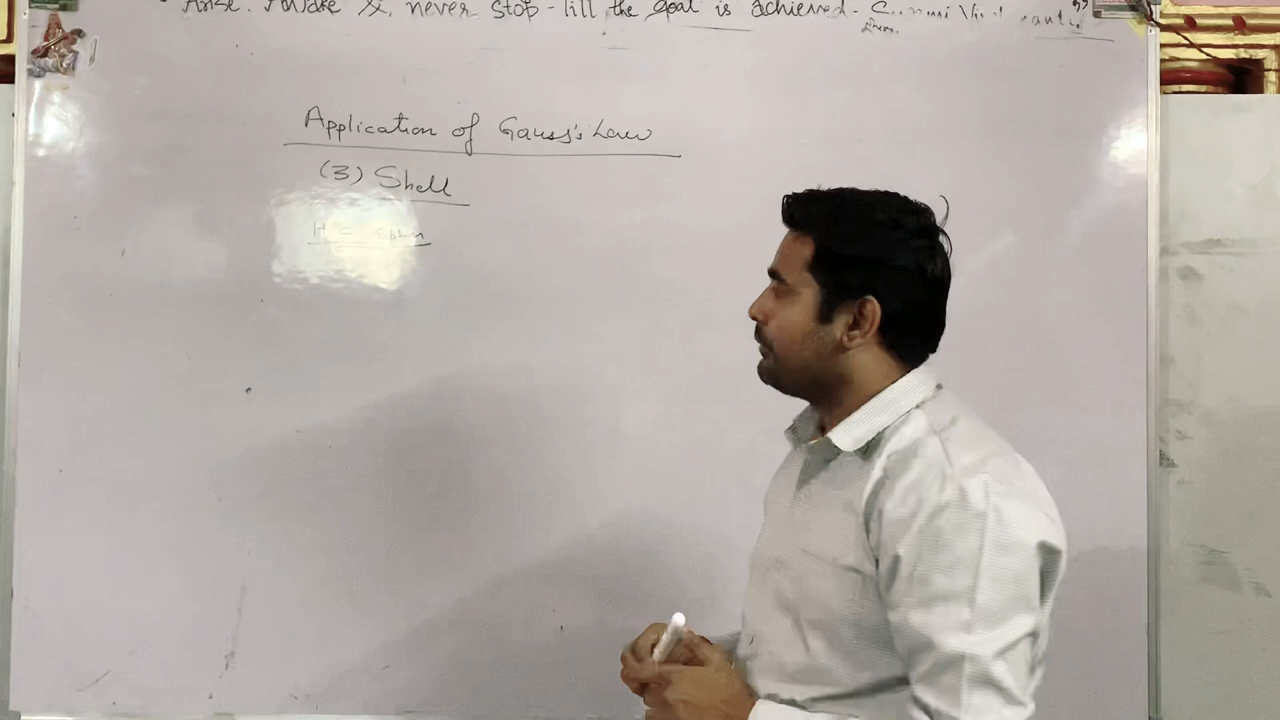 Arise. Awake &. never stop - till the goal is achieved -
Application of Gauss's Law
(3) Shell